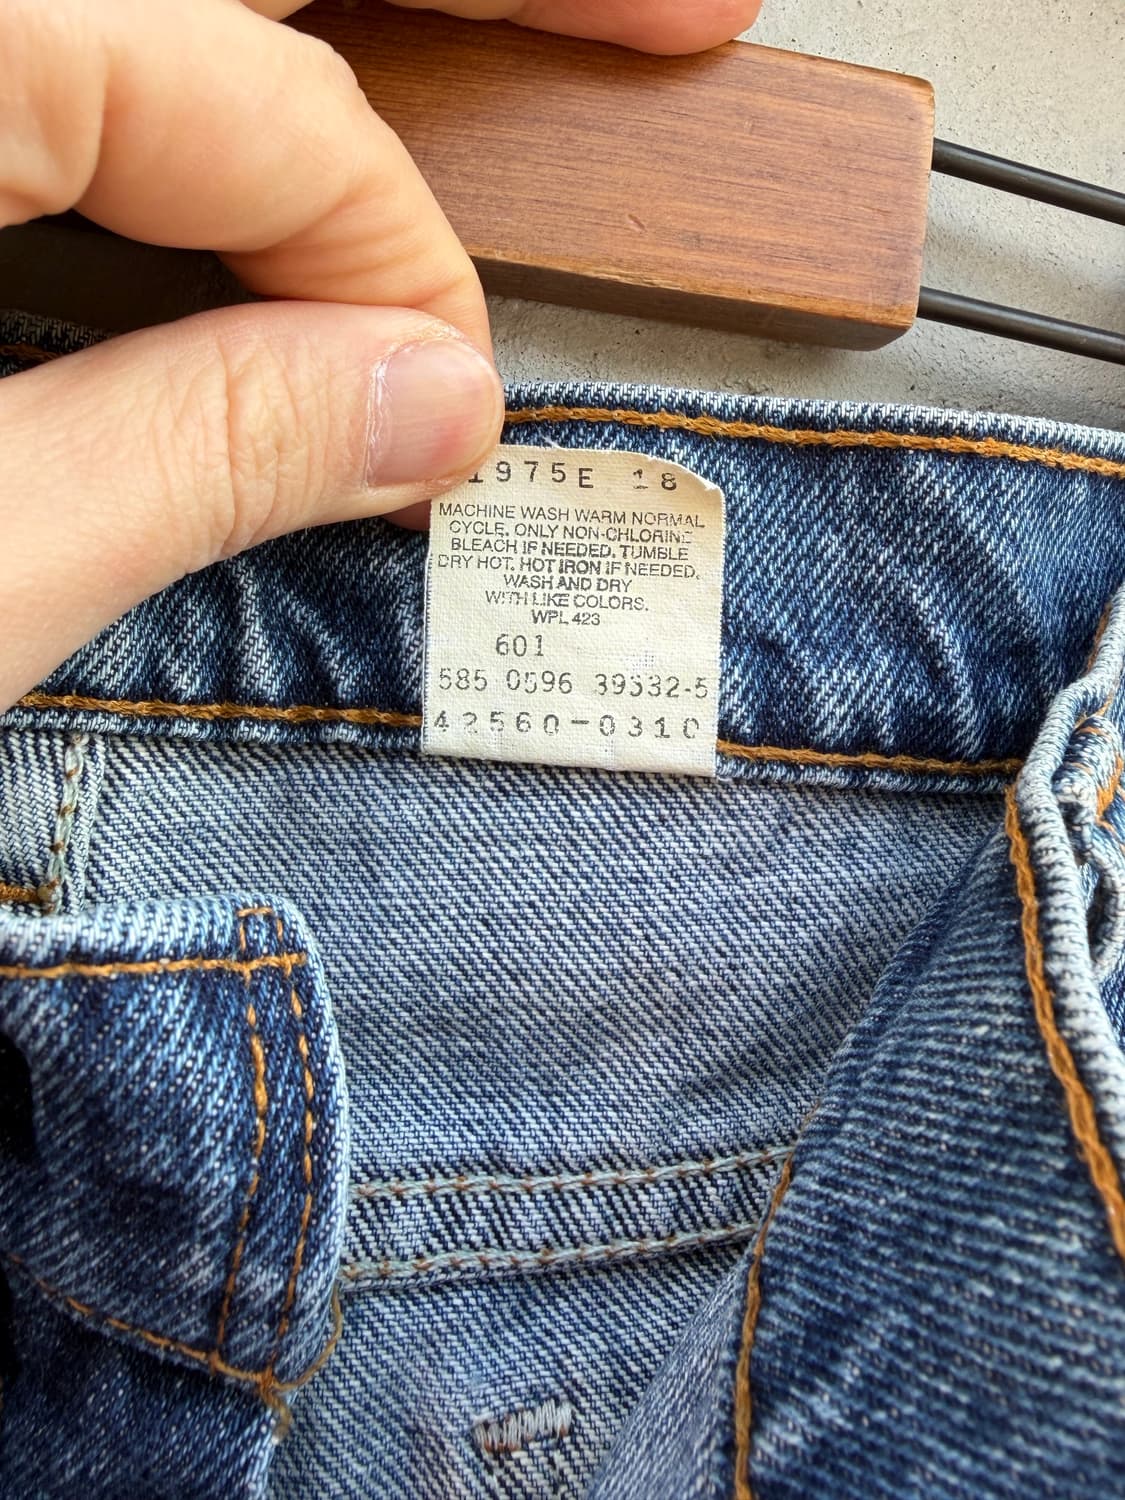 1975E 18
MACHINE WASH WARM NORMAL
CYCLE. ONLY NON-CHLORINE
BLEACH IF NEEDED. TUMBLE
DRY HOT. HOT IRON IF NEEDED.
WASH AND DRY
WITH LIKE COLORS.
WPL 423
601
585 0596 39532-5
42560-0310